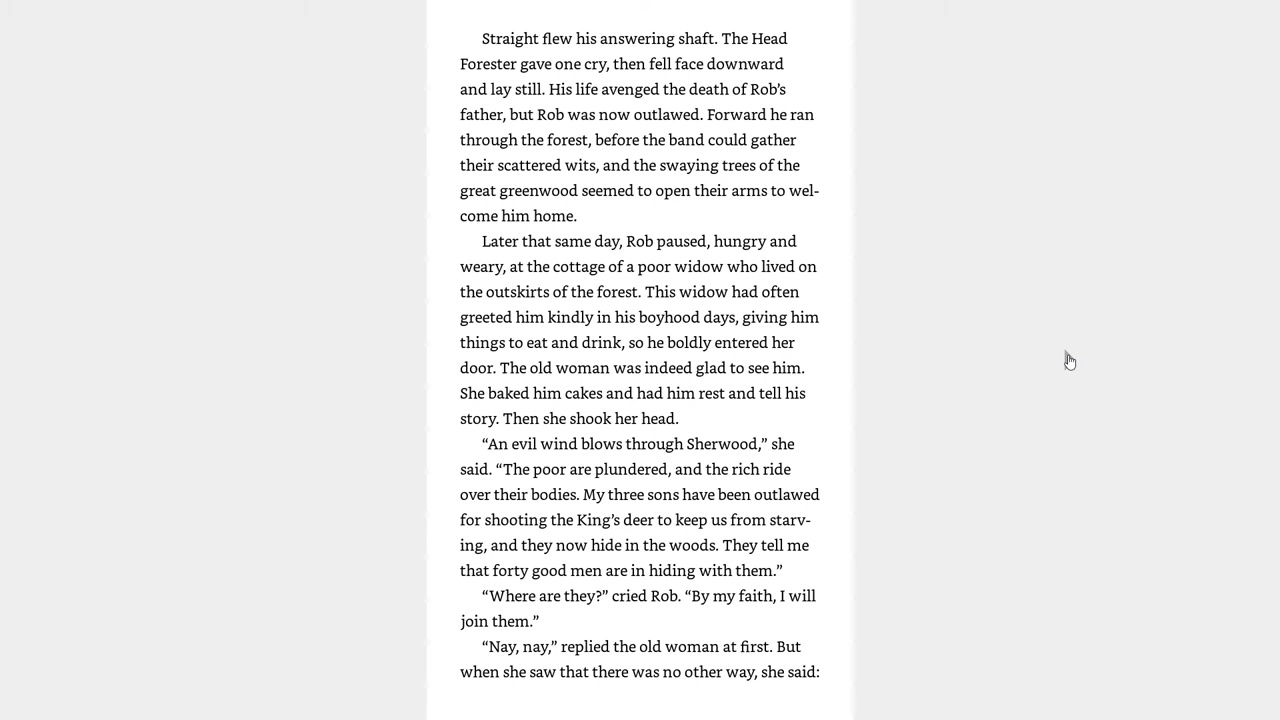 Straight flew his answering shaft. The Head
Forester gave one cry, then fell face downward
and lay still. His life avenged the death of Rob’s
father, but Rob was now outlawed. Forward he ran
through the forest, before the band could gather
their scattered wits, and the swaying trees of the
great greenwood seemed to open their arms to wel-
come him home.
Later that same day, Rob paused, hungry and
weary, at the cottage of a poor widow who lived on
the outskirts of the forest. This widow had often
greeted him kindly in his boyhood days, giving him
things to eat and drink, so he boldly entered her
door. The old woman was indeed glad to see him.
She baked him cakes and had him rest and tell his
story. Then she shook her head.
“An evil wind blows through Sherwood,” she
said. “The poor are plundered, and the rich ride
over their bodies. My three sons have been outlawed
for shooting the King’s deer to keep us from starv-
ing, and they now hide in the woods. They tell me
that forty good men are in hiding with them.”
“Where are they?” cried Rob. “By my faith, I will
join them.”
“Nay, nay,” replied the old woman at first. But
when she saw that there was no other way, she said: